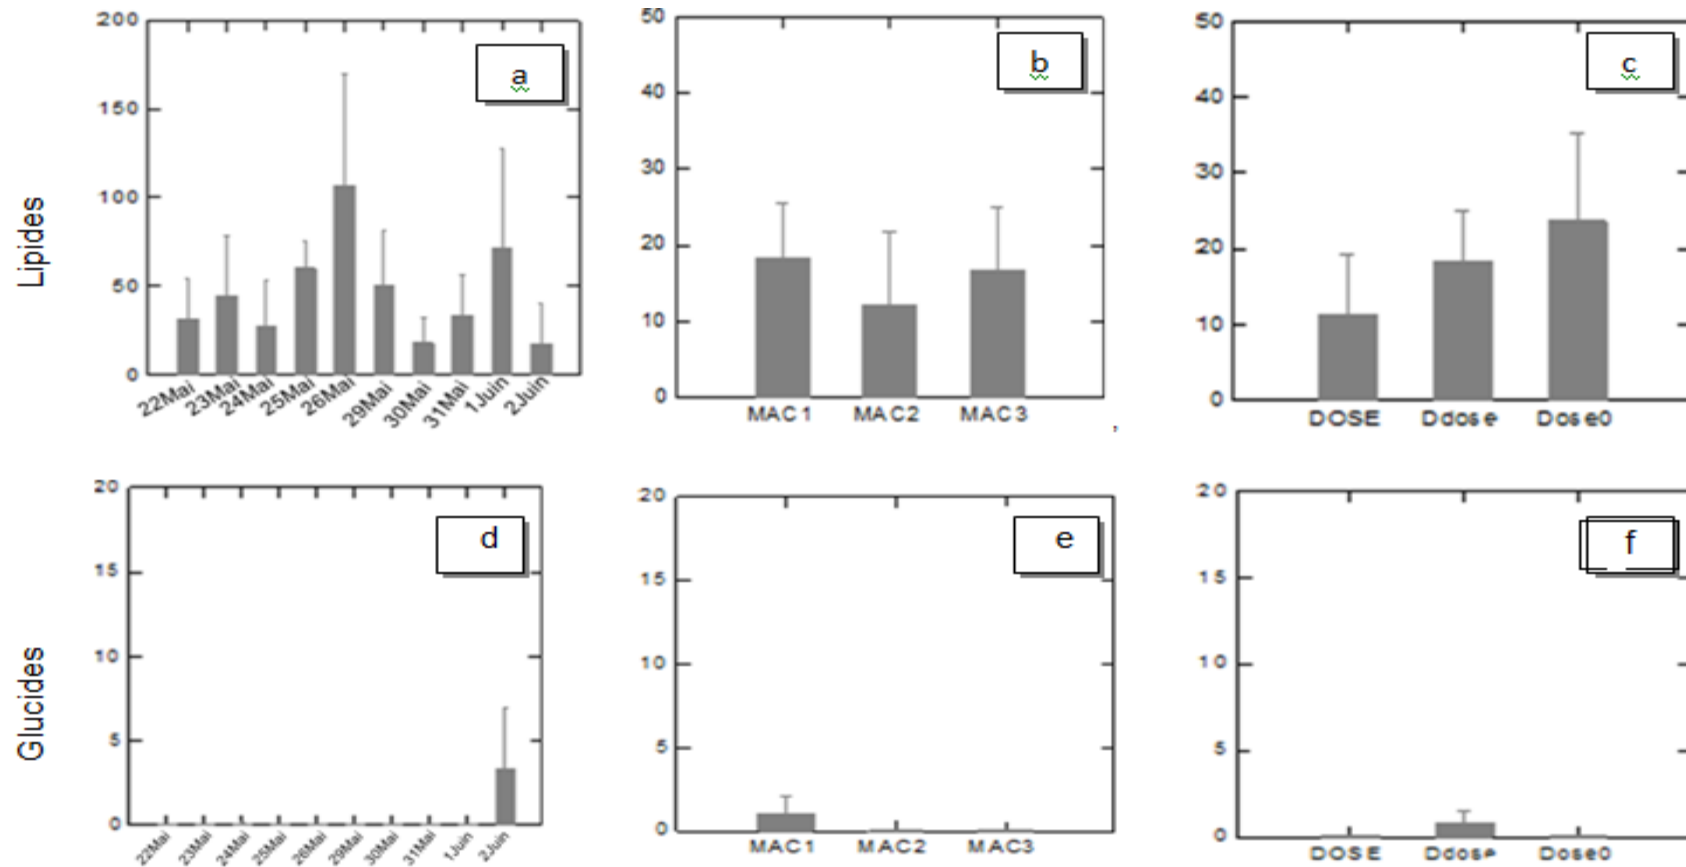 Lipides
a
200
150
100
50
0
22Mai 23Mai 24Mai 25Mai 26Mai 29Mai 30Mai 31Mai 1Juin 2Juin
b
50
40
30
20
10
0
MAC1 MAC2 MAC3
,
c
50
40
30
20
10
0
DOSE Ddose Dose0
Glucides
d
20
15
10
5
0
22Mai 23Mai 24Mai 25Mai 26Mai 29Mai 30Mai 31Mai 1Juin 2Juin
e
20
15
10
5
0
MAC1 MAC2 MAC3
f
20
15
10
5
0
DOSE Ddose Dose0